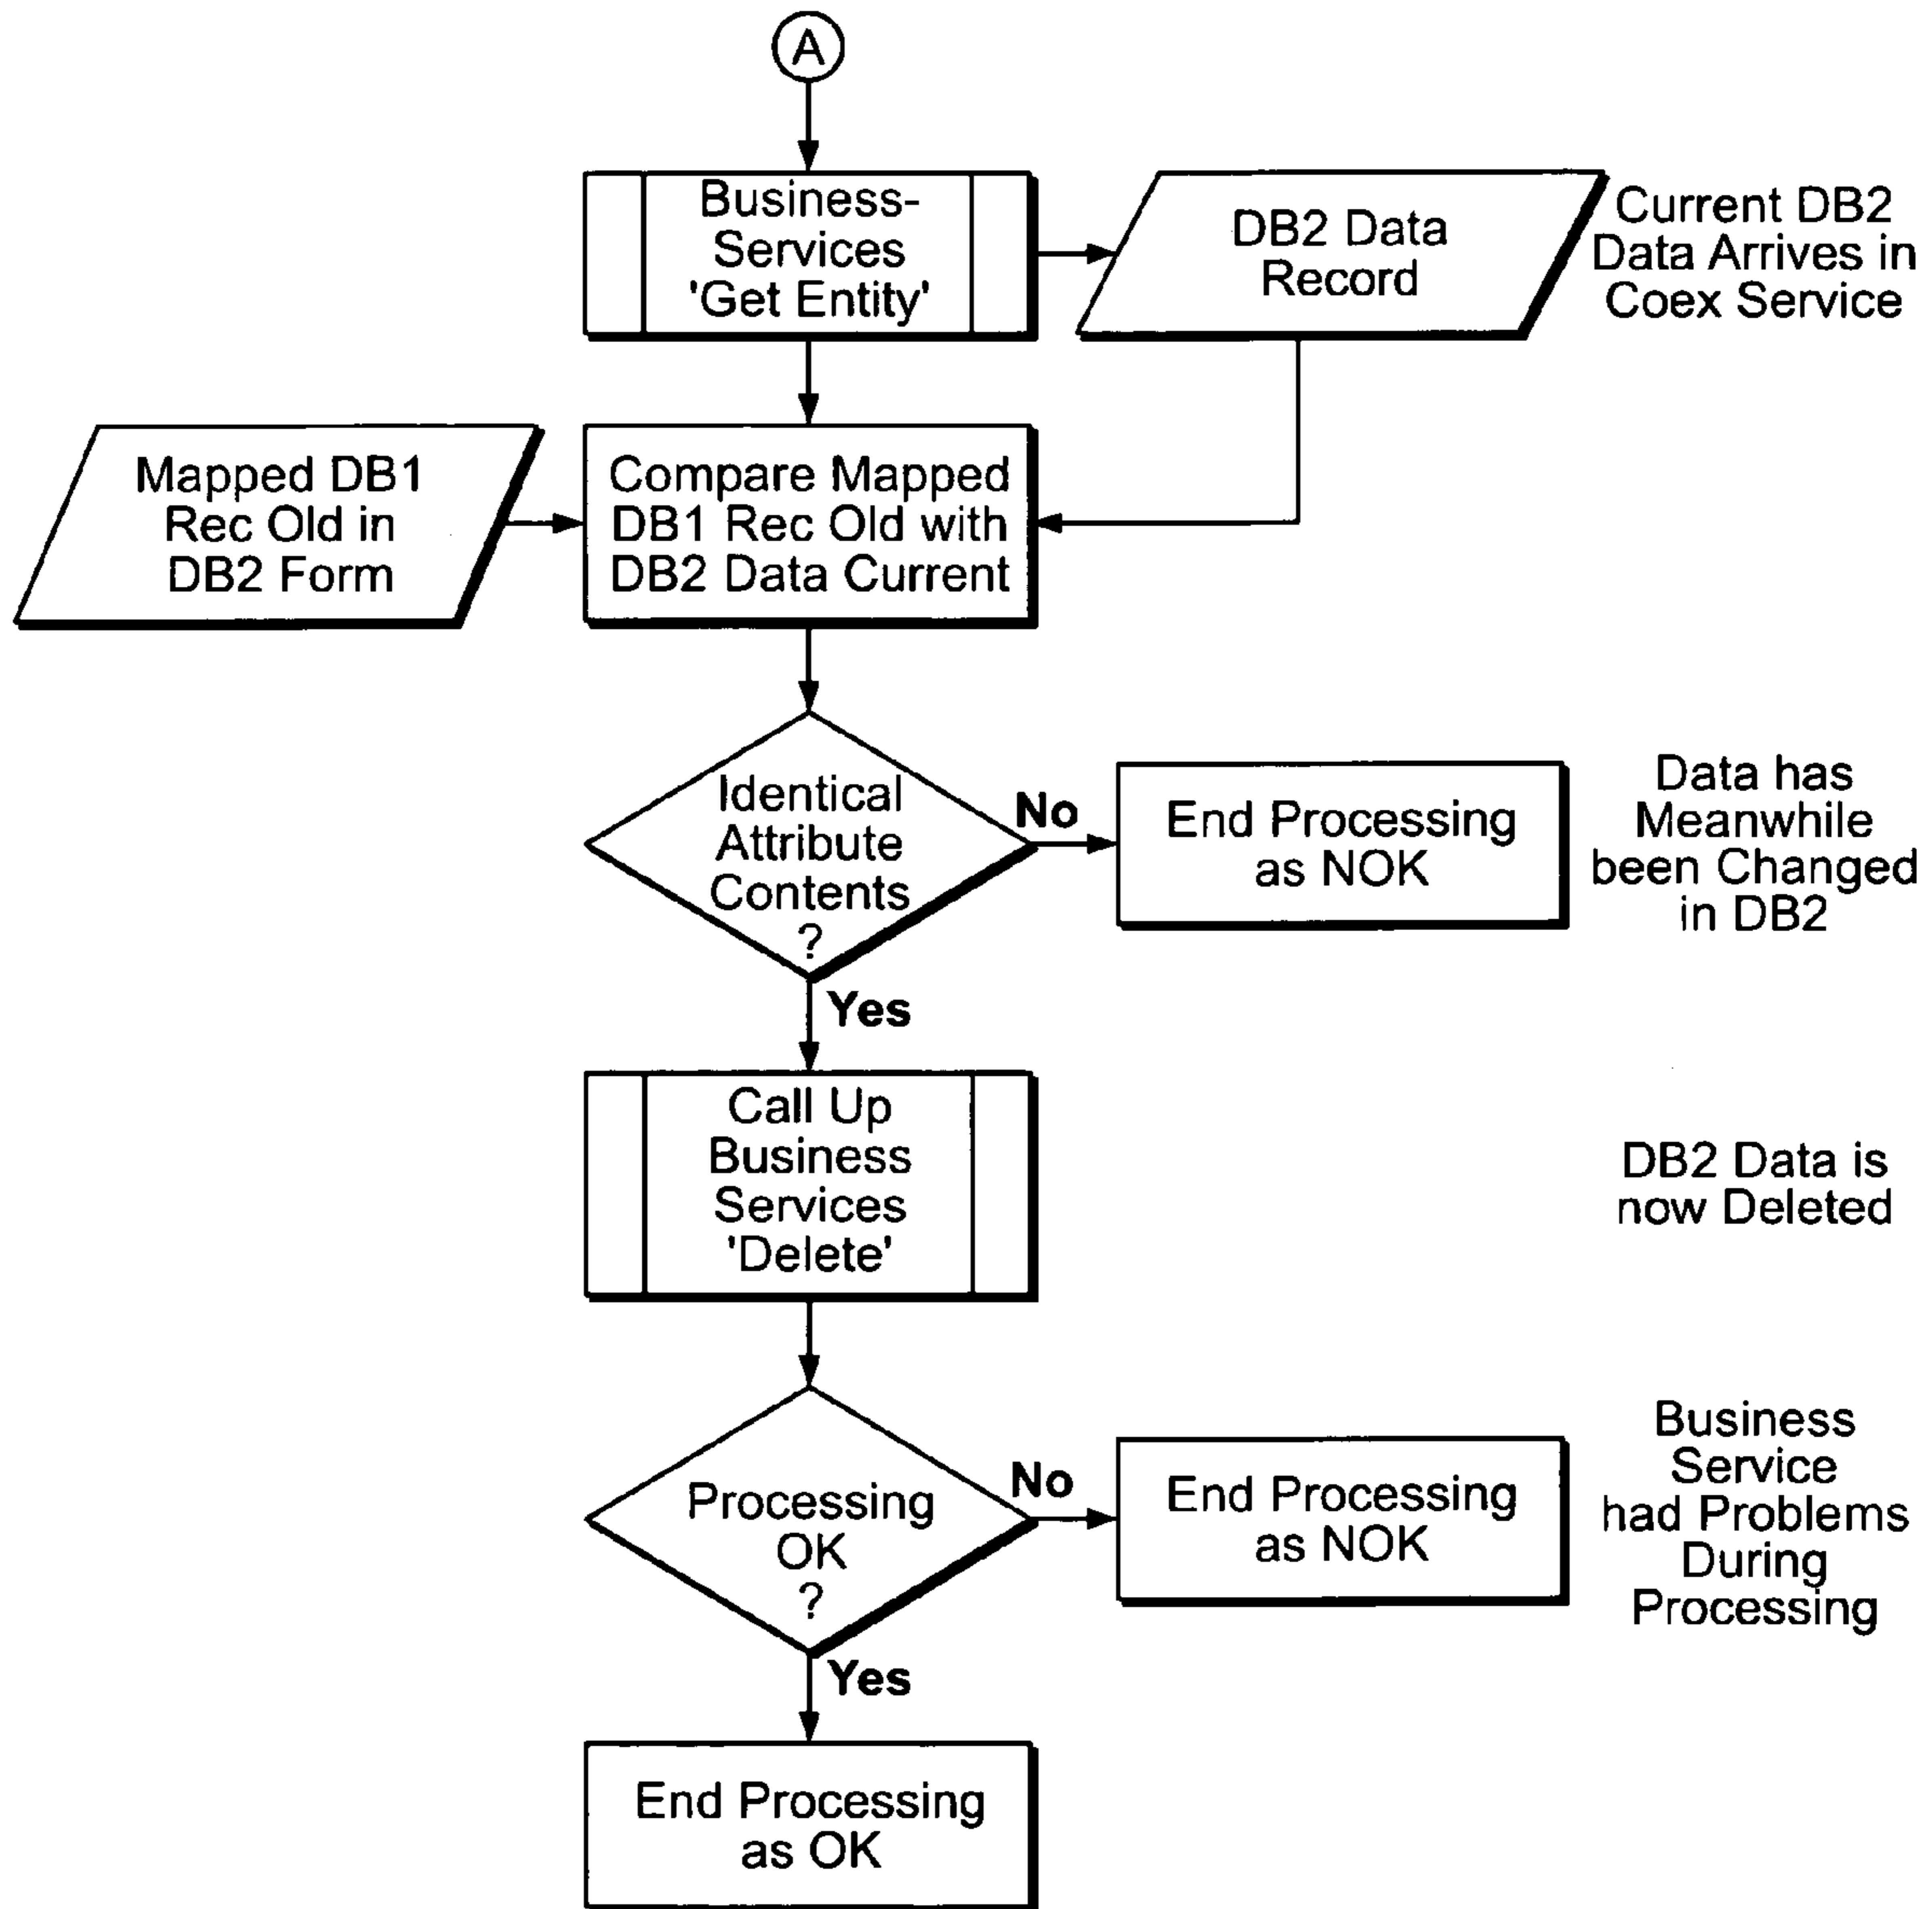 A
Business-
Services
'Get Entity'
DB2 Data
Record
Current DB2
Data Arrives in
Coex Service
Mapped DB1
Rec Old in
DB2 Form
Compare Mapped
DB1 Rec Old with
DB2 Data Current
Identical
Attribute
Contents
?
No
End Processing
as NOK
Data has
Meanwhile
been Changed
in DB2
Yes
Call Up
Business
Services
'Delete'
DB2 Data is
now Deleted
Processing
OK
?
No
End Processing
as NOK
Business
Service
had Problems
During
Processing
Yes
End Processing
as OK